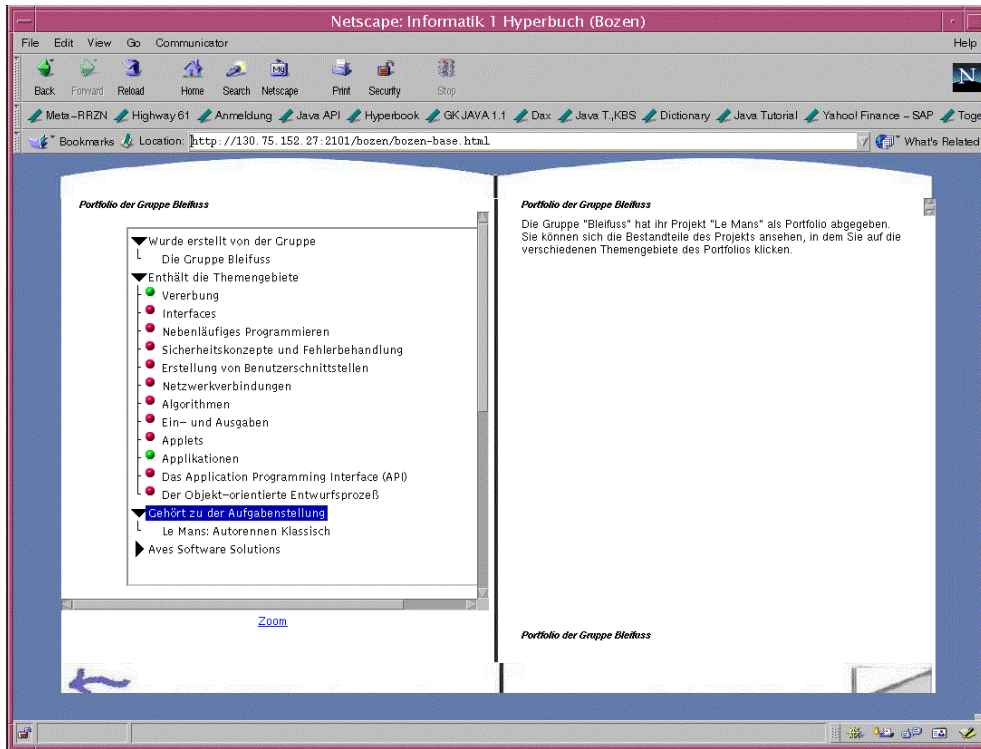 Netscape: Informatik 1 Hyperbuch (Bozen)
File Edit View Go Communicator Help
Back Forward Reload Home Search Netscape Print Security Stop
N
Meta-RRZN Highway61 Anmeldung Java API Hyperbook GK JAVA 1.1 Dax Java T.,KBS Dictionary Java Tutorial Yahoo! Finance - SAP Toge
Bookmarks Location: http://130.75.152.27:2101/bozen/bozen-base.html What's Related
Portfolio der Gruppe Bleifuss
Wurde erstellt von der Gruppe
Die Gruppe Bleifuss
Enthält die Themengebiete
Vererbung
Interfaces
Nebenläufiges Programmieren
Sicherheitskonzepte und Fehlerbehandlung
Erstellung von Benutzerschnittstellen
Netzwerkverbindungen
Algorithmen
Ein- und Ausgaben
Applets
Applikationen
Das Application Programming Interface (API)
Der Objekt-orientierte Entwurfsprozeß
Gehört zu der Aufgabenstellung
Le Mans: Autorennen Klassisch
Aves Software Solutions
Zoom
Portfolio der Gruppe Bleifuss
Die Gruppe "Bleifuss" hat ihr Projekt "Le Mans" als Portfolio abgegeben.
Sie können sich die Bestandteile des Projekts ansehen, in dem Sie auf die
verschiedenen Themengebiete des Portfolios klicken.
Portfolio der Gruppe Bleifuss